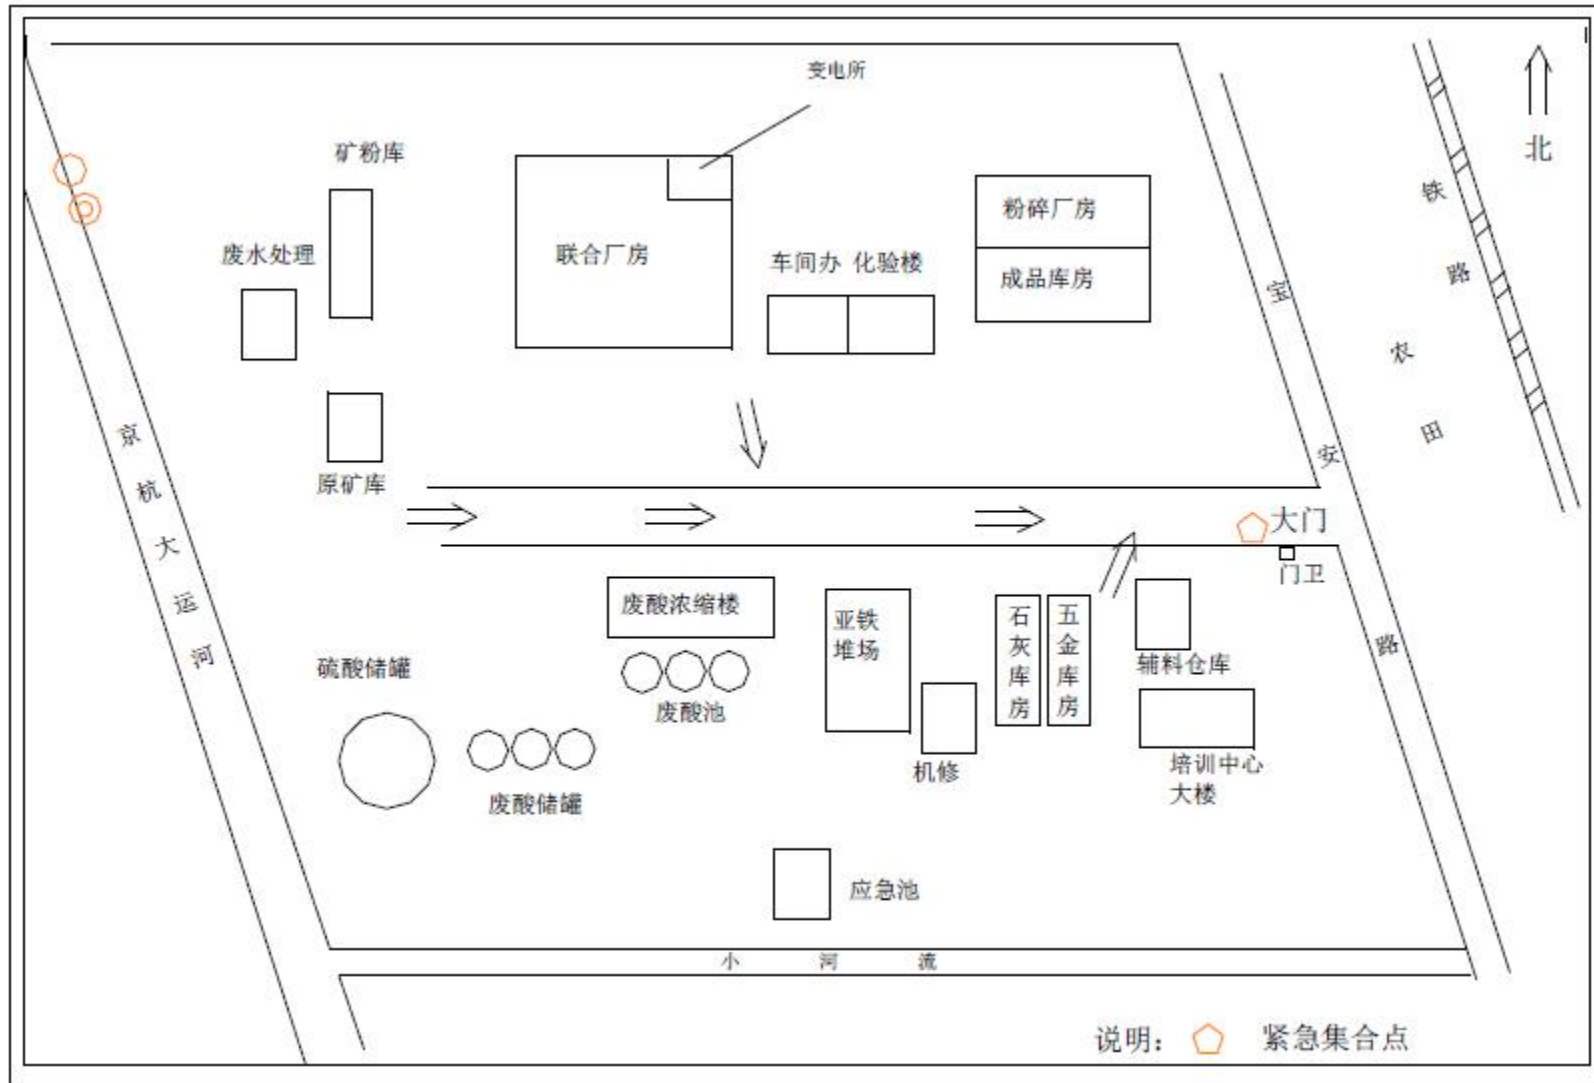 变电所
北
矿粉库
废水处理
联合厂房
车间办 化验楼
粉碎厂房
成品库房
铁路
农田
宝安路
京杭大运河
原矿库
大门
门卫
废酸浓缩楼
废酸池
亚铁
堆场
石灰库房
五金库房
辅料仓库
硫酸储罐
废酸储罐
机修
培训中心
大楼
应急池
小河流
说明： 紧急集合点